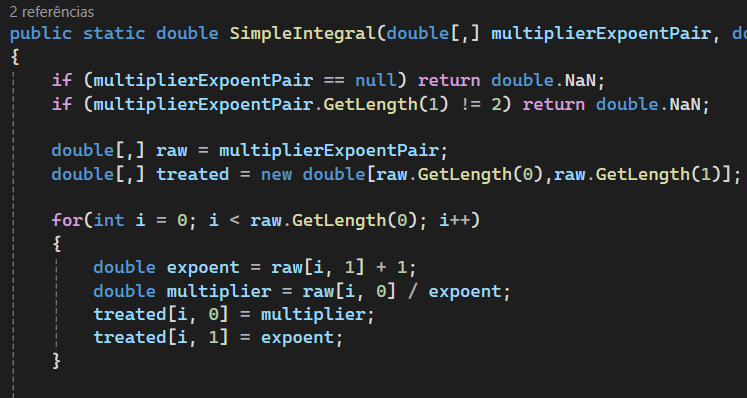 2 referências
public static double SimpleIntegral(double[,] multiplierExpoentPair,
{
if (multiplierExpoentPair == null) return double.NaN;
if (multiplierExpoentPair.GetLength(1) != 2) return double.NaN;
double[,] raw = multiplierExpoentPair;
double[,] treated = new double[raw.GetLength(0),raw.GetLength(1)];
for(int i = 0; i < raw.GetLength(0); i++)
{
double expoent = raw[i, 1] + 1;
double multiplier = raw[i, 0] / expoent;
treated[i, 0] = multiplier;
treated[i, 1] = expoent;
}